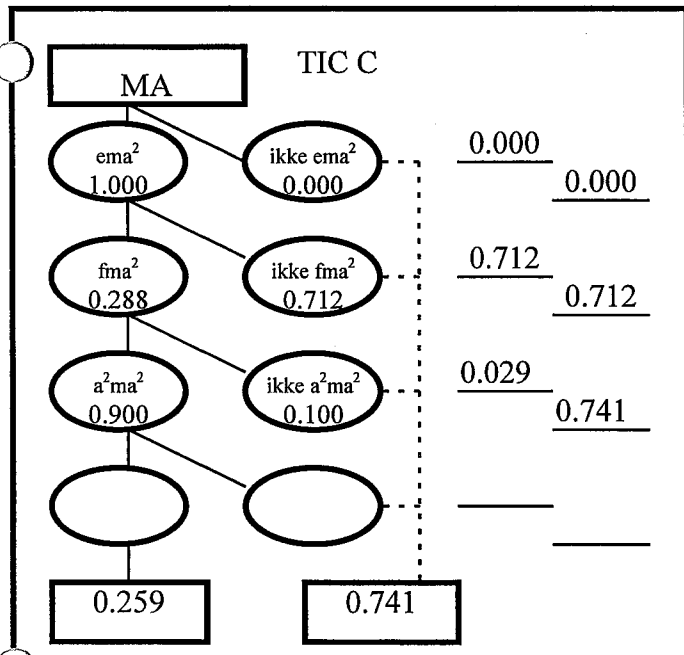 TIC C
MA
ema² ikke ema² 0.000
1.000 0.000 0.000
fma² ikke fma² 0.712
0.288 0.712 0.712
a²ma² ikke a²ma² 0.029
0.900 0.100 0.741
0.259 0.741